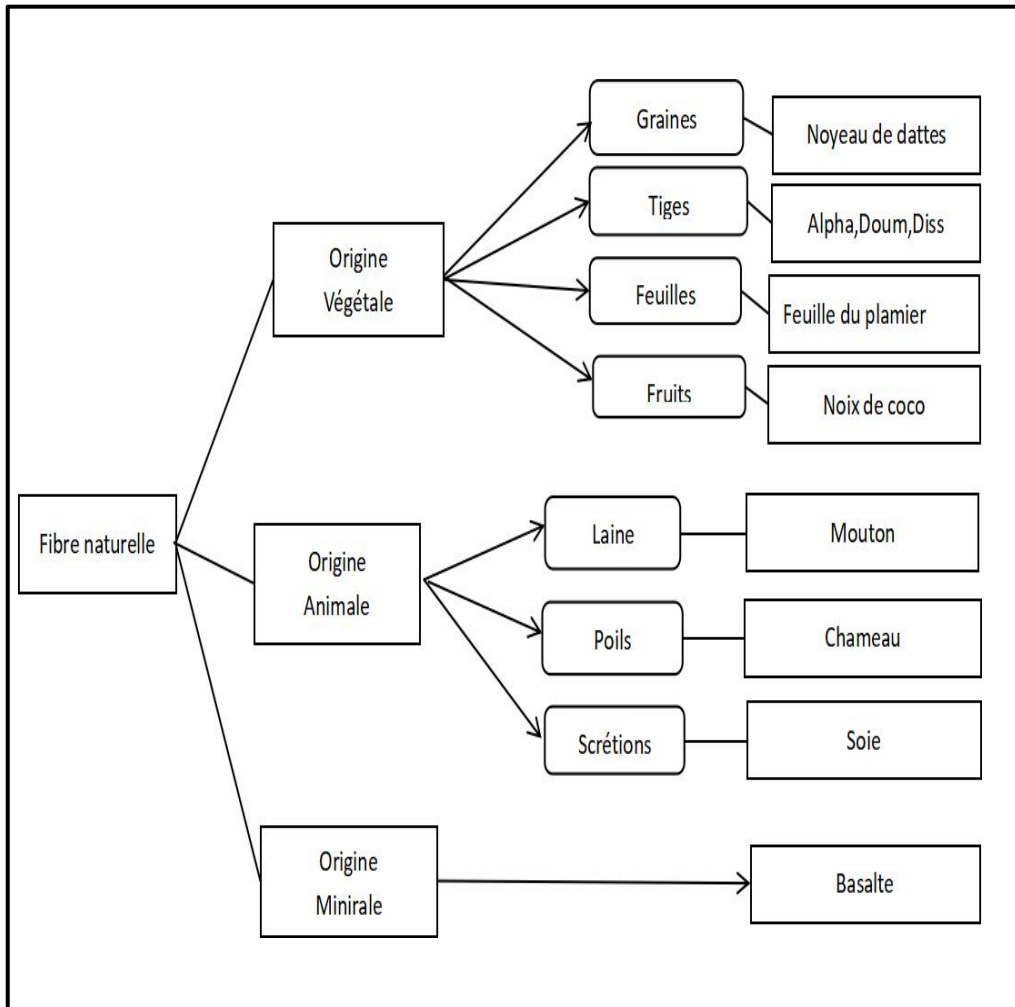 Fibre naturelle
Origine
Végétale
Graines
Noyeau de dattes
Tiges
Alpha,Doum,Diss
Feuilles
Feuille du plamier
Fruits
Noix de coco
Origine
Animale
Laine
Mouton
Poils
Chameau
Scrétions
Soie
Origine
Minirale
Basalte